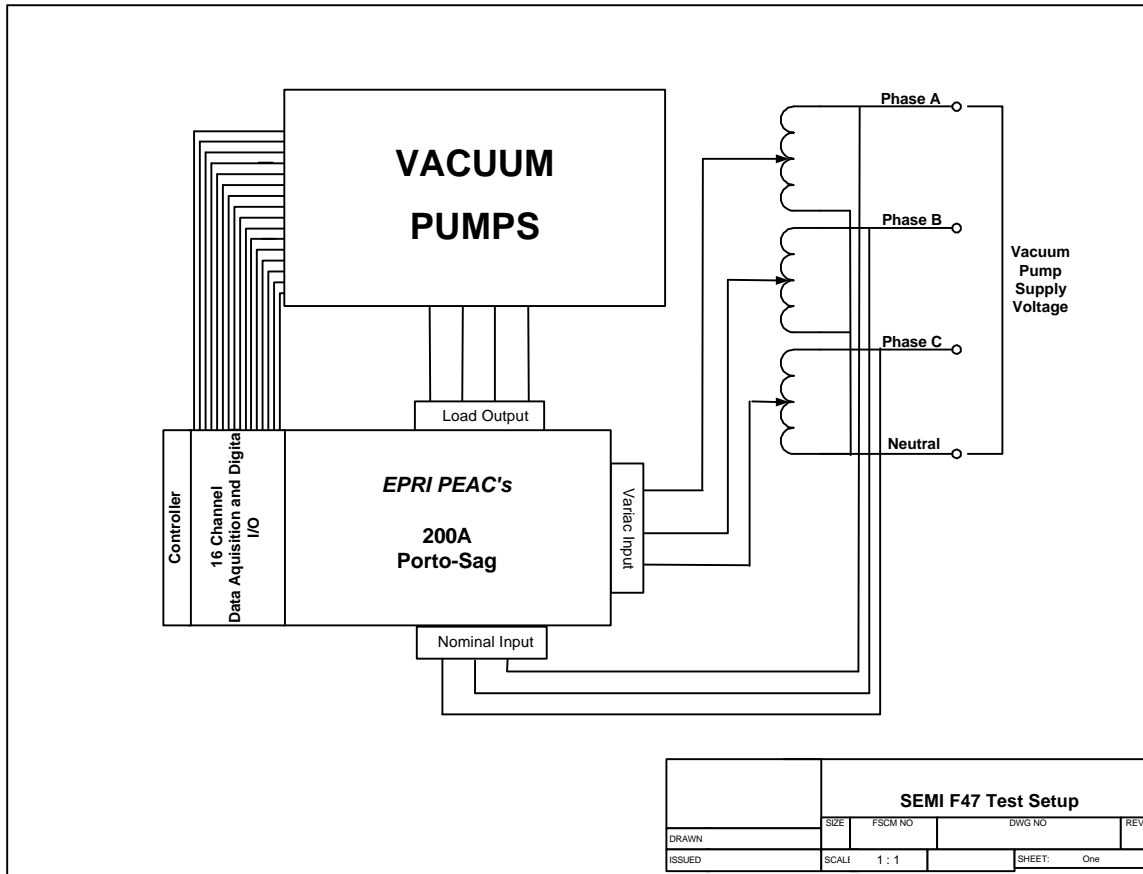 VACUUM
PUMPS
Phase A
Phase B
Phase C
Neutral
Vacuum
Pump
Supply
Voltage
Load Output
Controller
16 Channel
Data Aquisition and Digita
I/O
EPRI PEAC's
200A
Porto-Sag
Variac Input
Nominal Input
SEMI F47 Test Setup
SIZE
FSCM NO
DWG NO
REV
DRAWN
ISSUED
SCALE
1 : 1
SHEET:
One